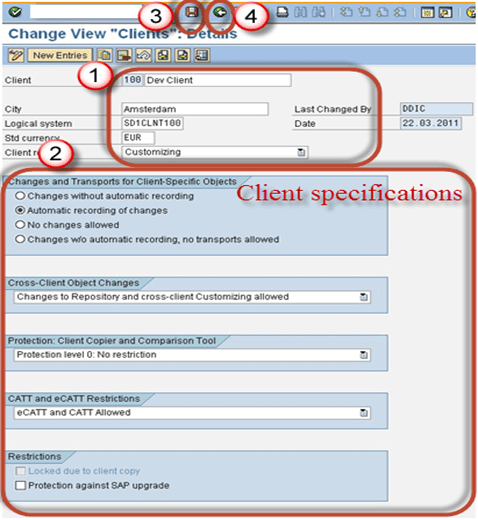 3
4
Change View "Clients": Details
New Entries
1
Client
100 Dev Client
City
Amsterdam
Last Changed By
DDIC
Logical system
SD1CLNT100
Date
22.03.2011
Std currency
EUR
Client r
2
Customizing
Changes and Transports for Client-Specific Objects
Client specifications
Changes without automatic recording
Automatic recording of changes
No changes allowed
Changes w/o automatic recording, no transports allowed
Cross-Client Object Changes
Changes to Repository and cross-client Customizing allowed
Protection: Client Copier and Comparison Tool
Protection level 0: No restriction
CATT and eCATT Restrictions
eCATT and CATT Allowed
Restrictions
Locked due to client copy
Protection against SAP upgrade